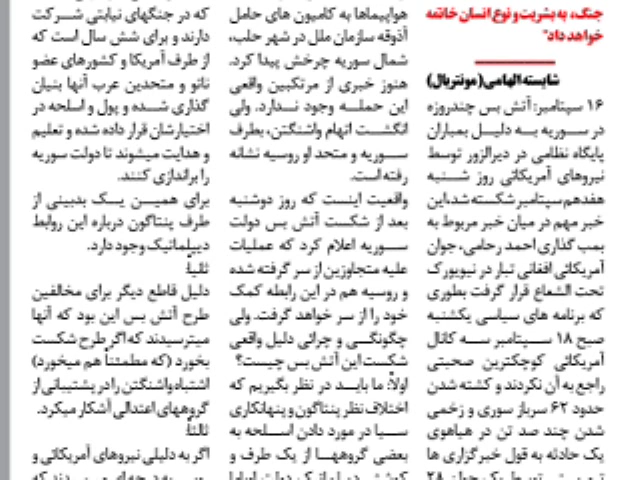 جنگ، به بشریت و نوع انسان خاتمه
خواهد داد"
شایسته الهامی(مونتریال)
۱۶ سپتامبر: آتش بس چندروزه
در سوریه به دلیل بمباران
پایگاه نظامی در دیرالزور توسط
نیروهای آمریکائی روز شنبه
هفدهم سپتامبر شکسته شد.این
خبر مهم در میان خبر مربوط به
بمب گذاری احمد رحامی، جوان
آمریکائی افغانی تبار در نیویورک
تحت الشعاع قرار گرفت بطوری
که برنامه های سیاسی یکشنبه
صبح ۱۸ سپتامبر سه کانال
آمریکائی کوچکترین صحبتی
راجع به آن نکردند و کشته شدن
حدود ۶۲ سرباز سوری و زخمی
شدن چند صد تن در هیاهوی
یک حادثه به قول خبرگزاری ها
هواپیماها به کامیون های حامل
آذوقه سازمان ملل در شهر حلب،
شمال سوریه چرخش پیدا کرد.
هنوز خبری از مرتکبین واقعی
این حمله وجود ندارد. ولی
انگشت اتهام واشنگتن، بطرف
سوریه و متحد او روسیه نشانه
رفته است.
واقعیت اینست که روز دوشنبه
بعد از شکست آتش بس دولت
سوریه اعلام کرد که عملیات
علیه متجاوزین از سر گرفته شده
و روسیه هم در این رابطه کمک
خود را از سر خواهد گرفت. ولی
چگونگی و چرائی دلیل واقعی
شکست این آتش بس چیست؟
اولاً: ما باید در نظر بگیریم که
اختلاف نظر پنتاگون و پنهانکاری
سیا در مورد دادن اسلحه به
بعضی گروهها از یک طرف و
که در جنگهای نیابتی شرکت
دارند و برای شش سال است که
از طرف آمریکا و کشورهای عضو
ناتو و متحدین عرب آنها بنیان
گذاری شده و پول و اسلحه در
اختیارشان قرار داده شده و تعلیم
و هدایت میشوند تا دولت سوریه
را براندازی کنند.
برای همین یک بدبینی از
طرف پنتاگون درباره این روابط
دیپلماتیک وجود دارد.
ثانیاً:
دلیل قاطع دیگر برای مخالفین
طرح آتش بس این بود که آنها
میترسیدند که اگر طرح شکست
بخورد (که مطمئناً هم میخورد)
اشتباه واشنگتن را در پشتیبانی از
گروههای اعتدالی آشکار میکرد.
ثالثاً:
اگر به دلیلی نیروهای آمریکائی و